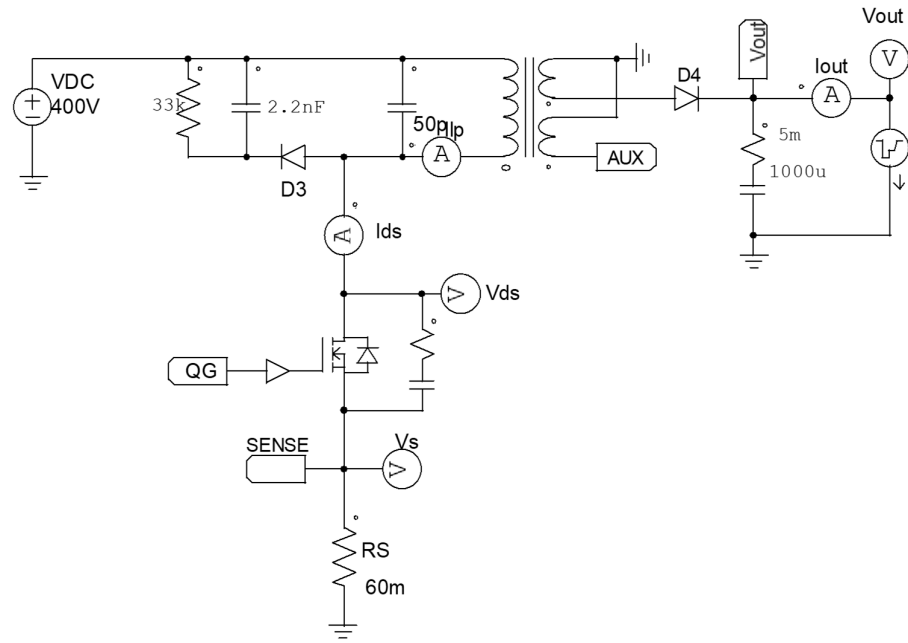 Vout
VDC
400V
33k
2.2nF
50p
Ilp
A
D3
D4
Vout
Iout
A
V
5m
1000u
AUX
A
Ids
V
Vds
QG
SENSE
Vs
V
RS
60m